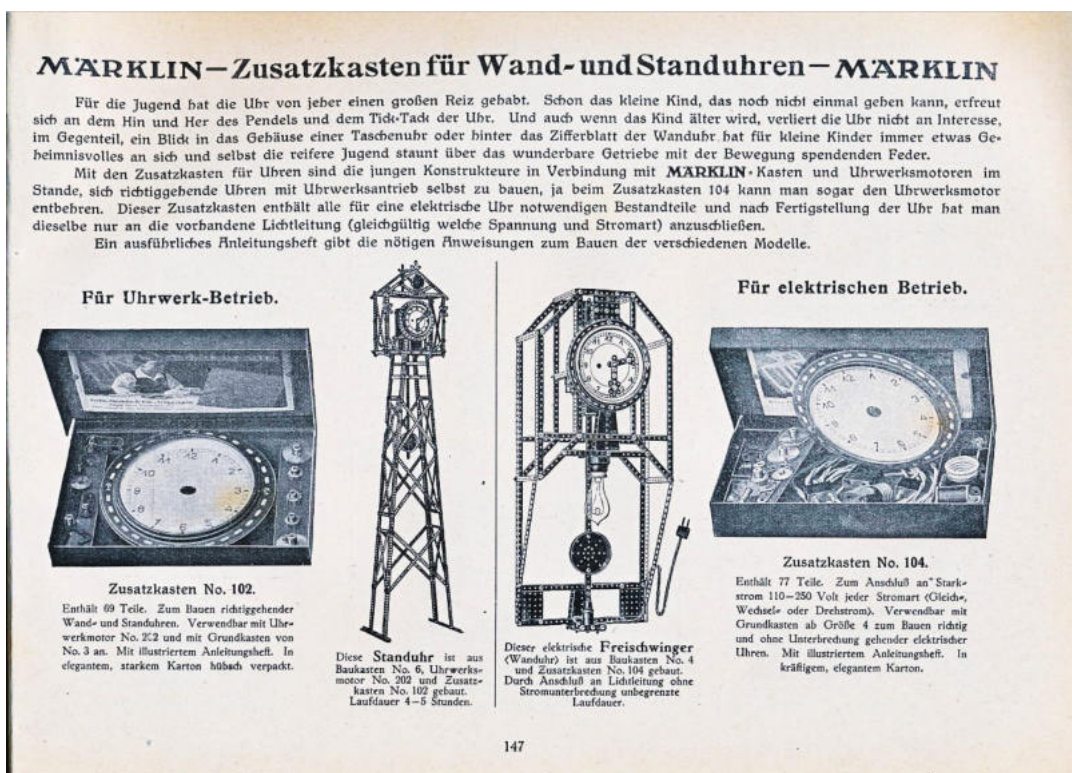 MÄRKLIN—Zusatzkasten für Wand- und Standuhren—MÄRKLIN
Für die Jugend hat die Uhr von jeher einen großen Reiz gehabt. Schon das kleine Kind, das noch nicht einmal gehen kann, erfreut
sich an dem Hin und Her des Pendels und dem Tick-Tack der Uhr. Und auch wenn das Kind älter wird, verliert die Uhr nicht an Interesse,
im Gegenteil, ein Blick in das Gehäuse einer Taschenuhr oder hinter das Zifferblatt der Wanduhr hat für kleine Kinder immer etwas Ge-
heimnisvolles an sich und selbst die reifere Jugend staunt über das wunderbare Getriebe mit der Bewegung spendenden Feder.
Mit den Zusatzkasten für Uhren sind die jungen Konstrukteure in Verbindung mit MÄRKLIN-Kasten und Uhrwerksmotoren im
Stande, sich richtiggehende Uhren mit Uhrwerksantrieb selbst zu bauen, ja beim Zusatzkasten 104 kann man sogar den Uhrwerksmotor
entbehren. Dieser Zusatzkasten enthält alle für eine elektrische Uhr notwendigen Bestandteile und nach Fertigstellung der Uhr hat man
dieselbe nur an die vorhandene Lichtleitung (gleichgültig welche Spannung und Stromart) anzuschließen.
Ein ausführliches Anleitungsheft gibt die nötigen Anweisungen zum Bauen der verschiedenen Modelle.
Für Uhrwerk-Betrieb.
Zusatzkasten No. 102.
Enthält 69 Teile. Zum Bauen richtiggehender
Wand- und Standuhren. Verwendbar mit Uhr-
werkmotor No. 202 und mit Grundkasten von
No. 3 an. Mit illustriertem Anleitungsheft. In
elegantem, starkem Karton hübsch verpackt.
Diese Standuhr ist aus
Baukasten No. 6, Uhrwerks-
motor No. 202 und Zusatz-
kasten No. 102 gebaut.
Laufdauer 4—5 Stunden.
Dieser elektrische Freischwinger
(Wanduhr) ist aus Baukasten No. 4
und Zusatzkasten No. 104 gebaut.
Durch Anschluß an Lichtleitung ohne
Stromunterbrechung unbegrenzte
Laufdauer.
Für elektrischen Betrieb.
Zusatzkasten No. 104.
Enthält 77 Teile. Zum Anschluß an Stark-
strom 110—250 Volt jeder Stromart (Gleich-,
Wechsel- oder Drehstrom). Verwendbar mit
Grundkasten ab Größe 4 zum Bauen richtig
und ohne Unterbrechung gehender elektrischer
Uhren. Mit illustriertem Anleitungsheft. In
kräftigem, elegantem Karton.
147